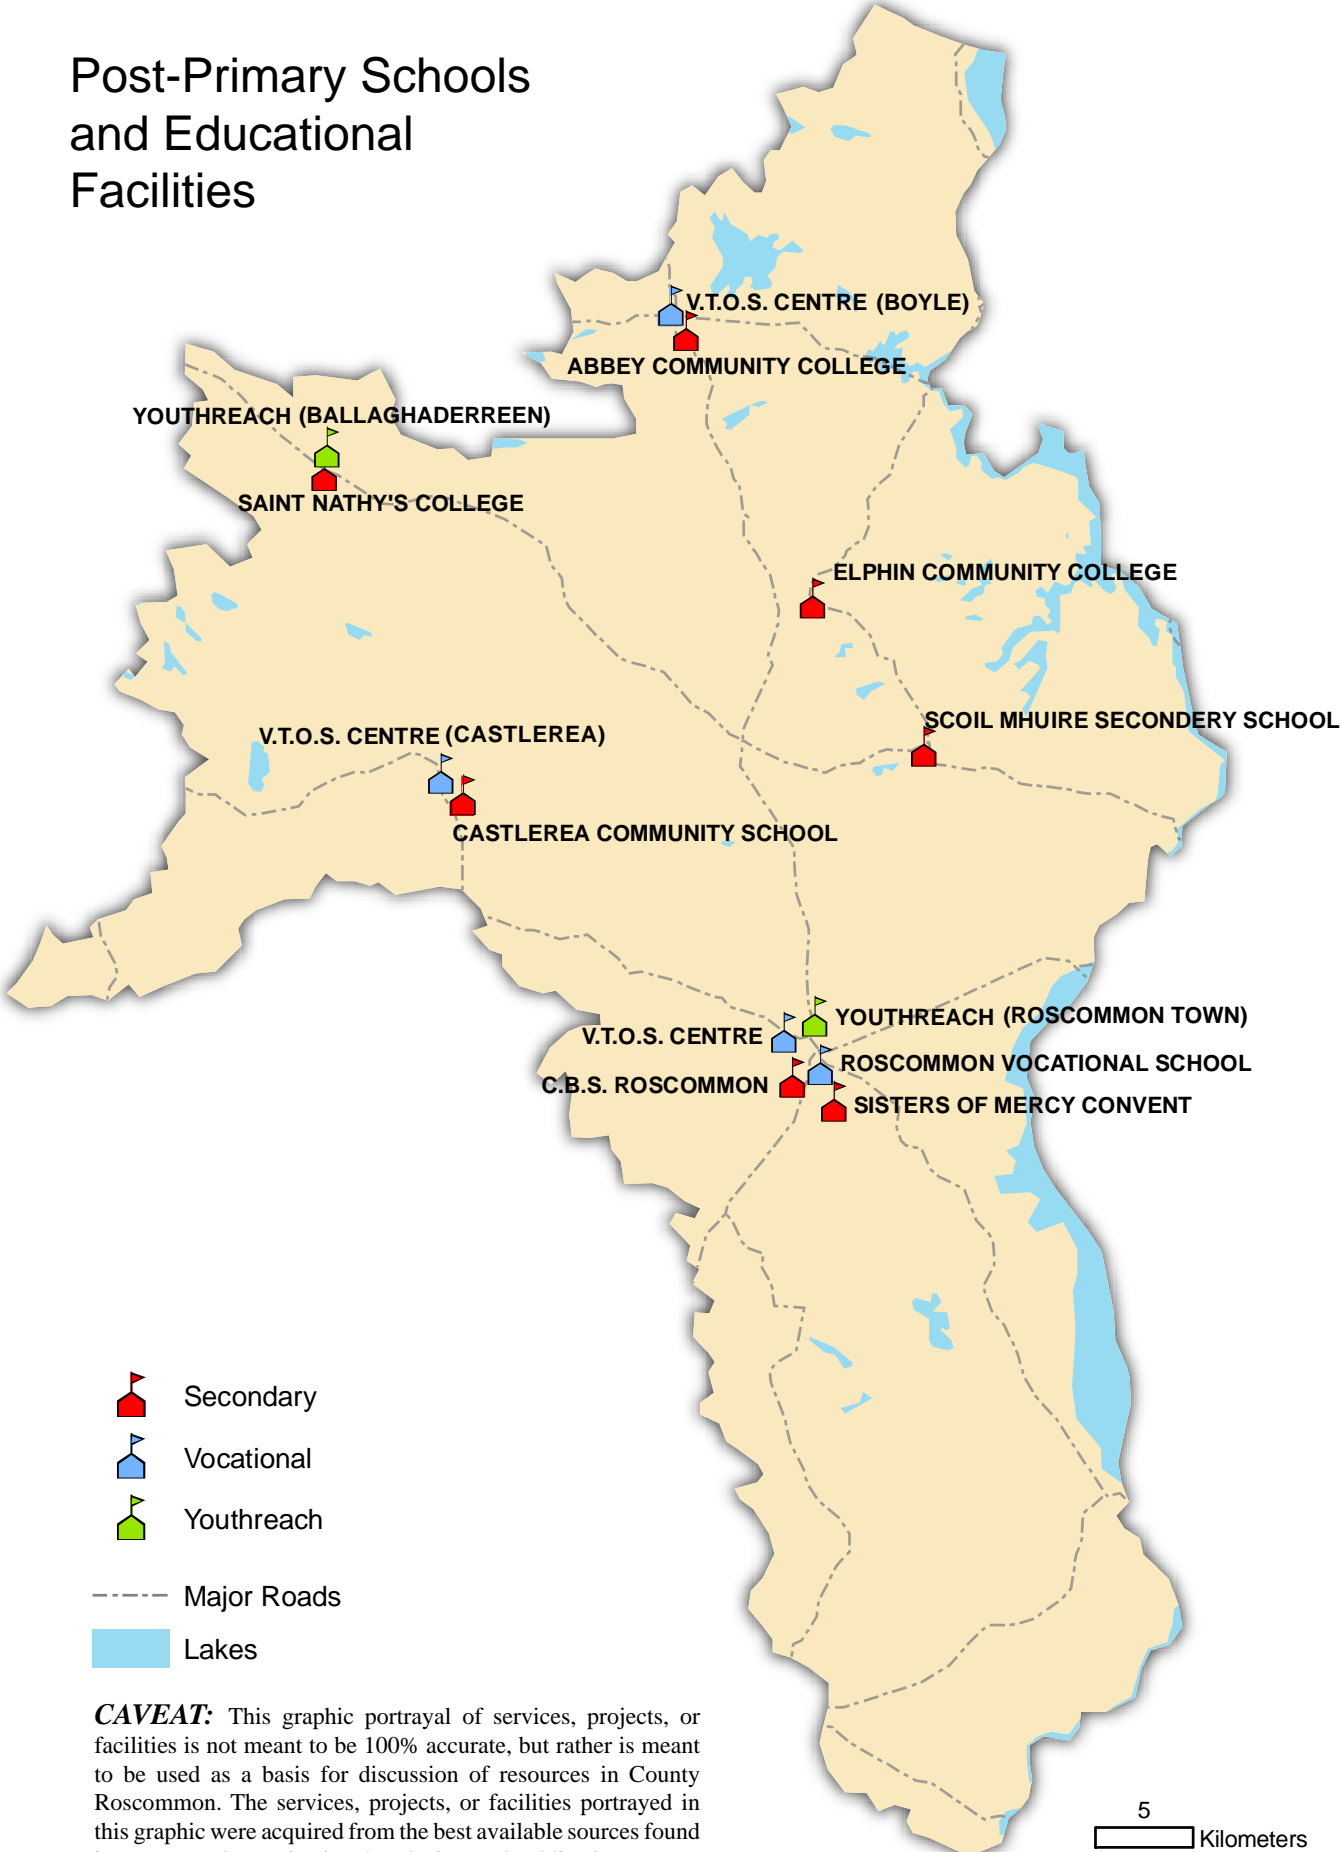 Post-Primary Schools
and Educational
Facilities
V.T.O.S. CENTRE (BOYLE)
ABBEY COMMUNITY COLLEGE
YOUTHREACH (BALLAGHADERREEN)
SAINT NATHY'S COLLEGE
ELPHIN COMMUNITY COLLEGE
SCOIL MHUIRE SECONDERY SCHOOL
V.T.O.S. CENTRE (CASTLEREA)
CASTLEREA COMMUNITY SCHOOL
YOUTHREACH (ROSCOMMON TOWN)
V.T.O.S. CENTRE
ROSCOMMON VOCATIONAL SCHOOL
C.B.S. ROSCOMMON
SISTERS OF MERCY CONVENT
Secondary
Vocational
Youthreach
Major Roads
Lakes
CAVEAT: This graphic portrayal of services, projects, or
facilities is not meant to be 100% accurate, but rather is meant
to be used as a basis for discussion of resources in County
Roscommon. The services, projects, or facilities portrayed in
this graphic were acquired from the best available sources found
5
Kilometers